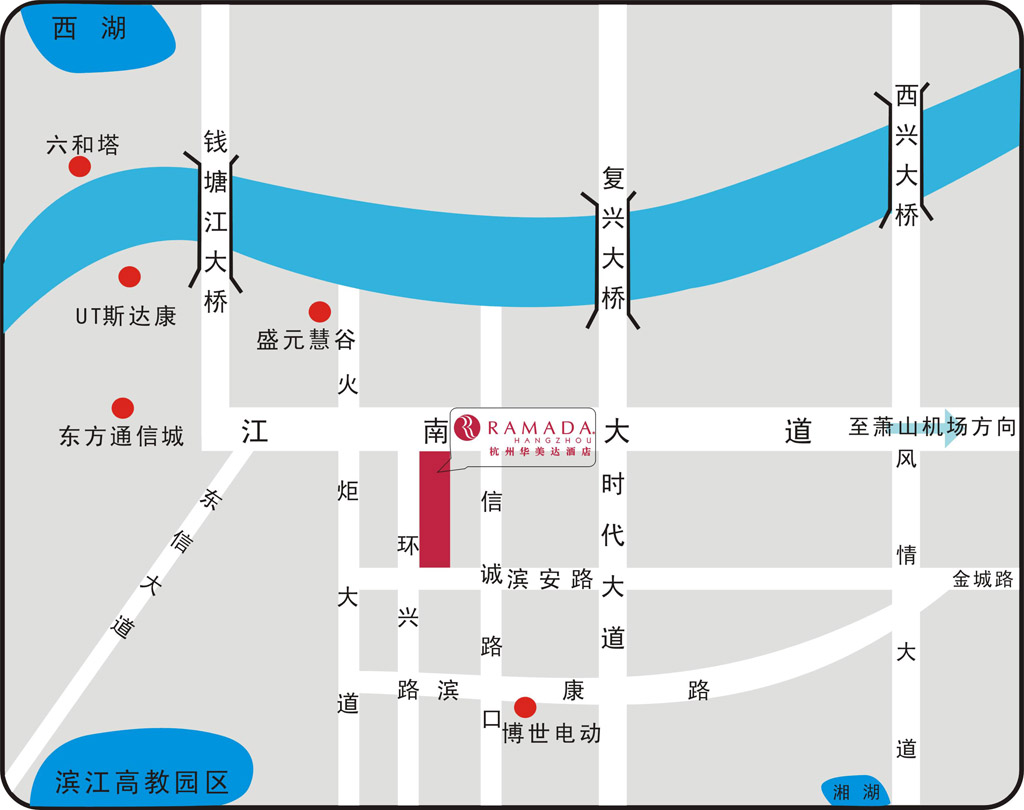 西湖
六和塔
钱塘江大桥
复兴大桥
西兴大桥
UT斯达康
盛元慧谷
东方通信城
江南大道
RAMADA.
HANGZHOU
杭州华美达酒店
至萧山机场方向
火炬大道
东信大道
环兴路
信诚路口
时代大道
风情大道
滨安路
金城路
滨康路
博世电动
滨江高教园区
湘湖